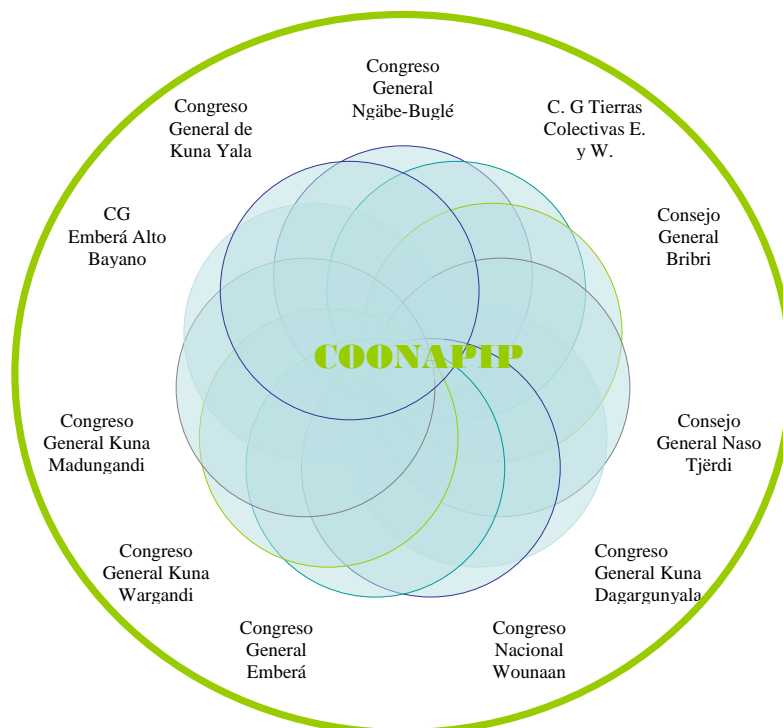 Congreso
General
Ngäbe-Buglé
C. G Tierras
Colectivas E.
y W.
Consejo
General
Bribri
Consejo
General Naso
Tjërdi
Congreso
General Kuna
Dagargunyala
Congreso
Nacional
Wounaan
Congreso
General
Emberá
Congreso
General Kuna
Wargandi
Congreso
General Kuna
Madungandi
CG
Emberá Alto
Bayano
Congreso
General de
Kuna Yala
COONAPIP